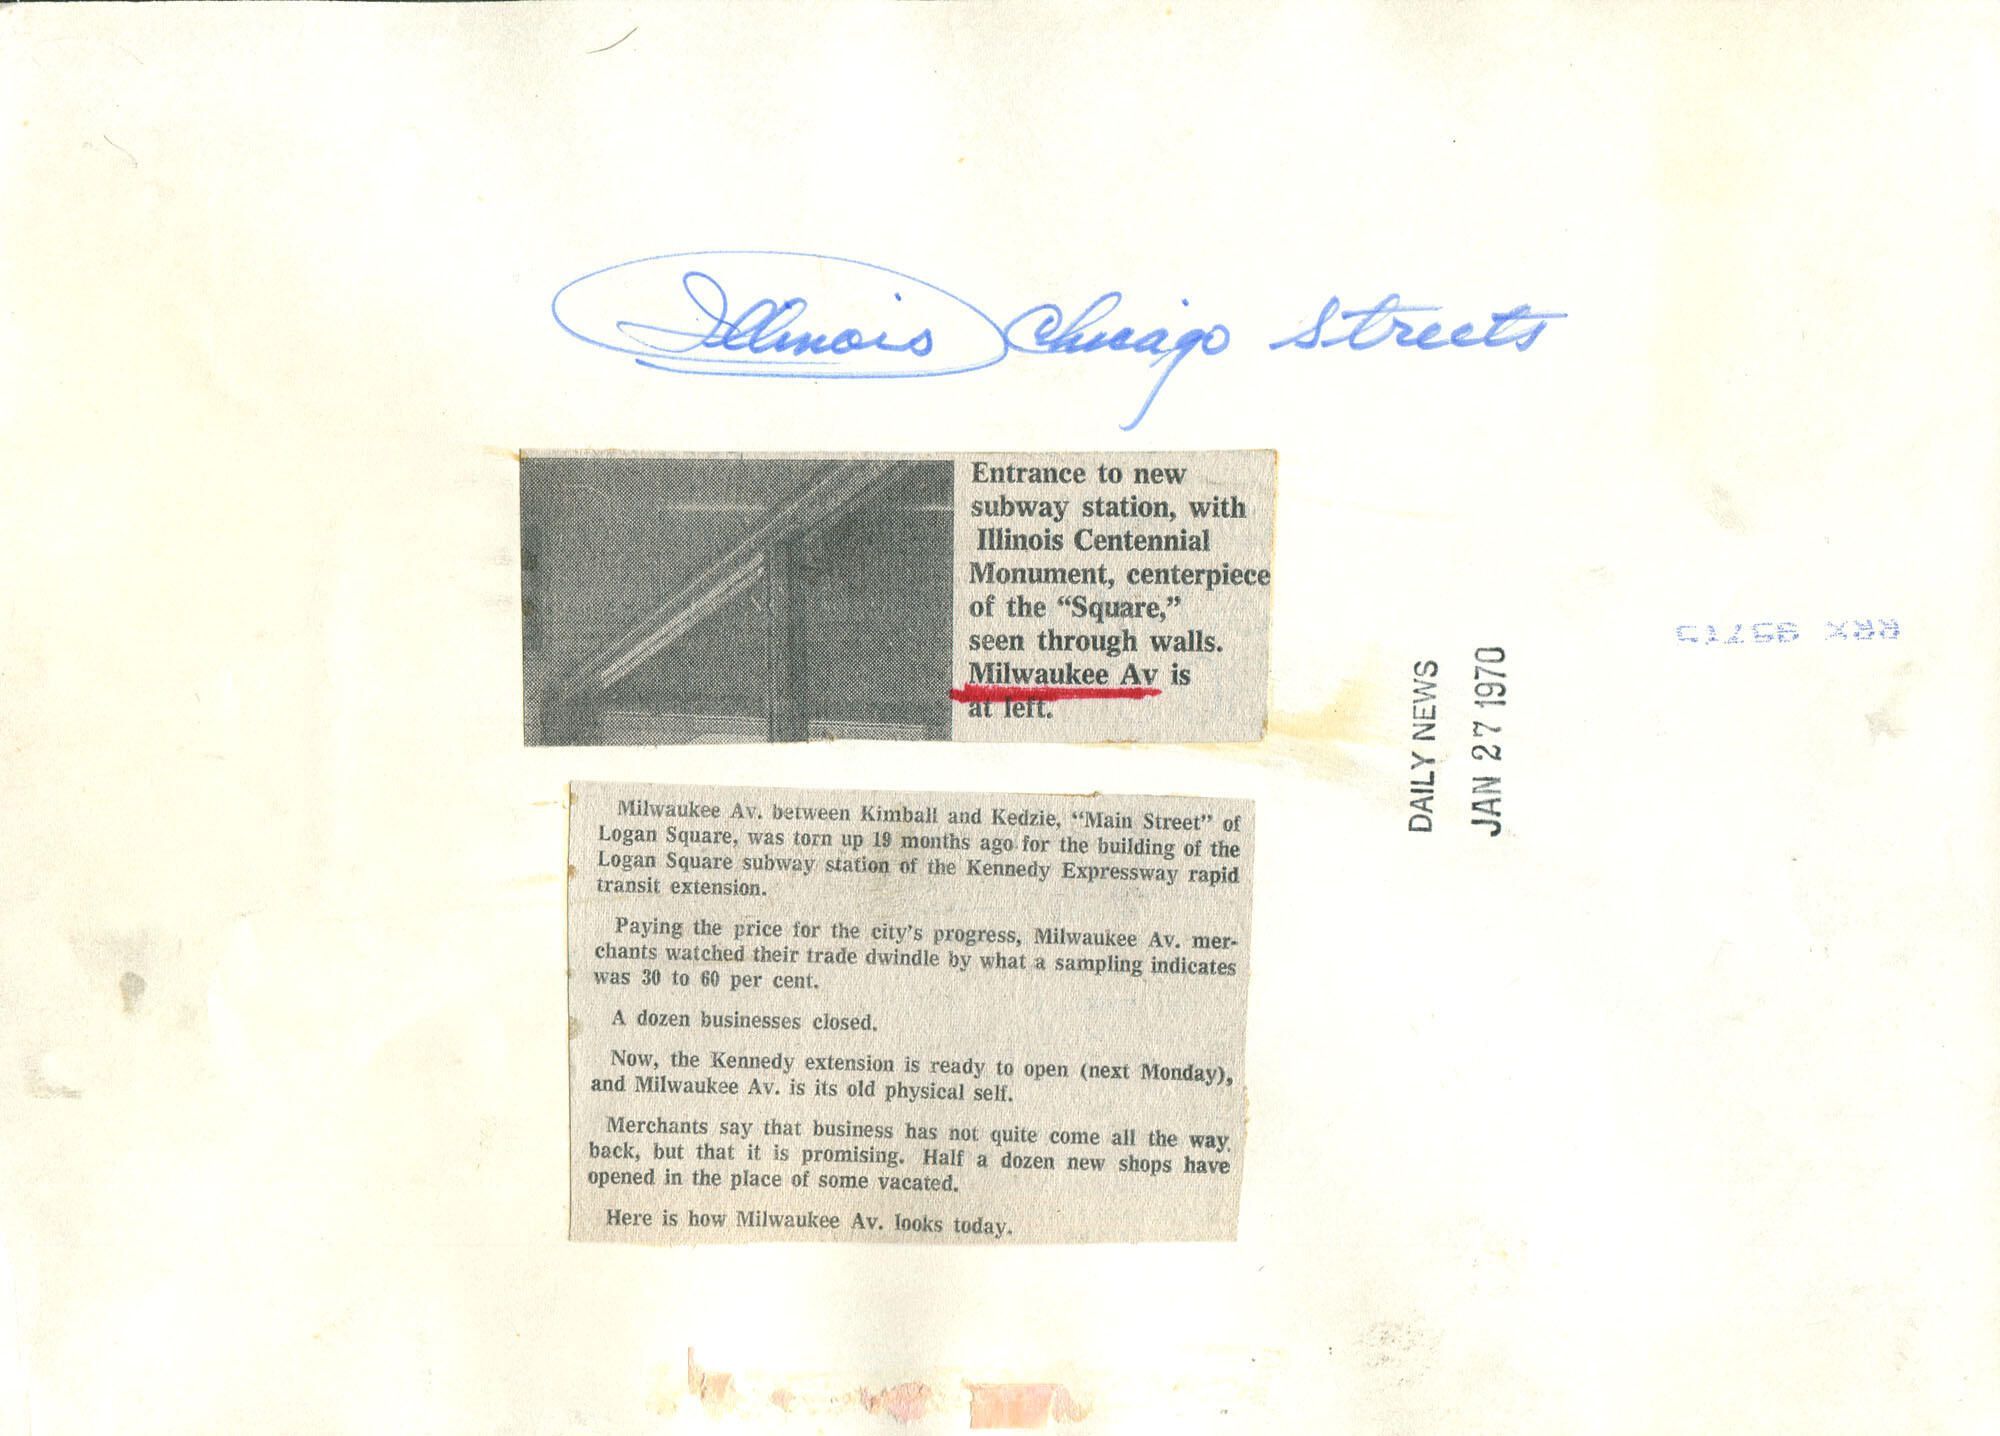 Illinois Chicago Streets
Entrance to new
subway station, with
Illinois Centennial
Monument, centerpiece
of the “Square,”
seen through walls.
Milwaukee Av is
at left.
DAILY NEWS
JAN 27 1970
Milwaukee Av. between Kimball and Kedzie, “Main Street” of
Logan Square, was torn up 19 months ago for the building of the
Logan Square subway station of the Kennedy Expressway rapid
transit extension.
Paying the price for the city’s progress, Milwaukee Av. mer-
chants watched their trade dwindle by what a sampling indicates
was 30 to 60 per cent.
A dozen businesses closed.
Now, the Kennedy extension is ready to open (next Monday),
and Milwaukee Av. is its old physical self.
Merchants say that business has not quite come all the way
back, but that it is promising. Half a dozen new shops have
opened in the place of some vacated.
Here is how Milwaukee Av. looks today.